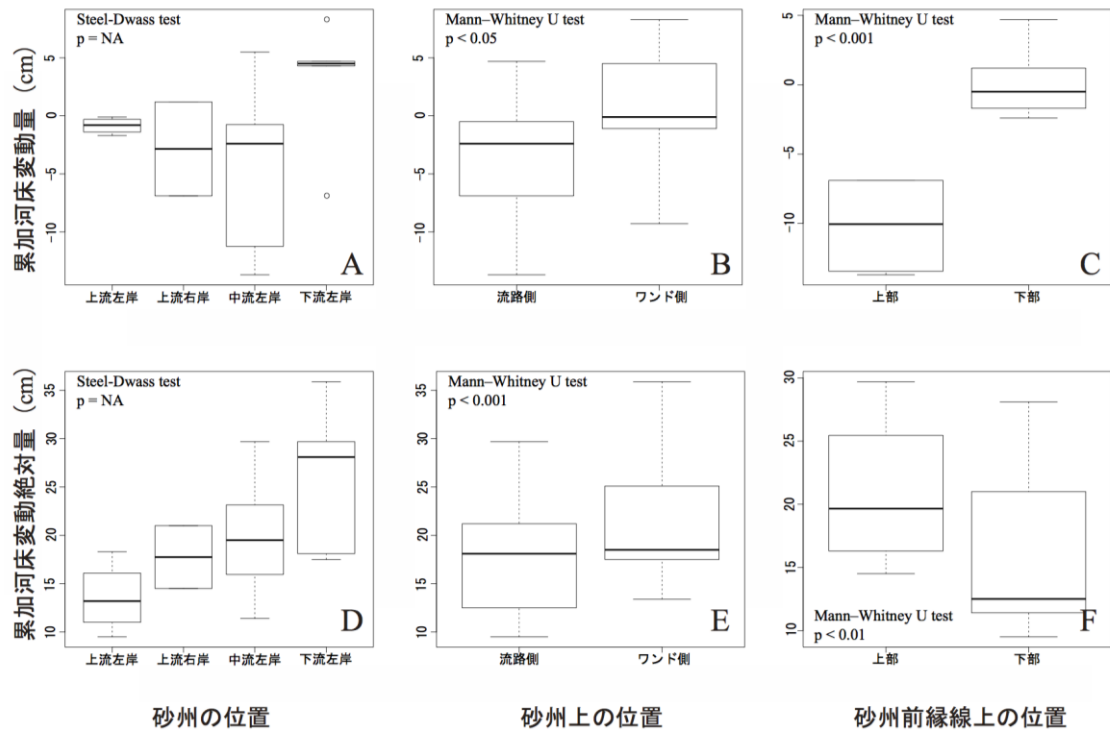 Steel-Dwass test
p = NA
累加河床変動量（cm）
5
0
−5
−10
上流左岸 上流右岸 中流左岸 下流左岸
A
Mann–Whitney U test
p < 0.05
5
0
−5
−10
流路側 ワンド側
B
Mann–Whitney U test
p < 0.001
5
0
−5
−10
上部 下部
C
Steel-Dwass test
p = NA
累加河床変動絶対量（cm）
35
30
25
20
15
10
上流左岸 上流右岸 中流左岸 下流左岸
D
砂州の位置
Mann–Whitney U test
p < 0.001
35
30
25
20
15
10
流路側 ワンド側
E
砂州上の位置
30
25
20
15
10
Mann–Whitney U test
p < 0.01
上部 下部
F
砂州前縁線上の位置